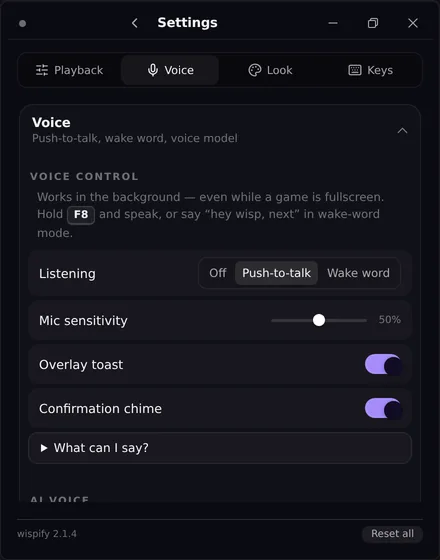 Settings
Playback
Voice
Look
Keys
Voice
Push-to-talk, wake word, voice model
VOICE CONTROL
Works in the background — even while a game is fullscreen.
Hold F8 and speak, or say “hey wisp, next” in wake-word
mode.
Listening
Off
Push-to-talk
Wake word
Mic sensitivity
50%
Overlay toast
Confirmation chime
What can I say?
AI VOICE
wispify 2.1.4
Reset all